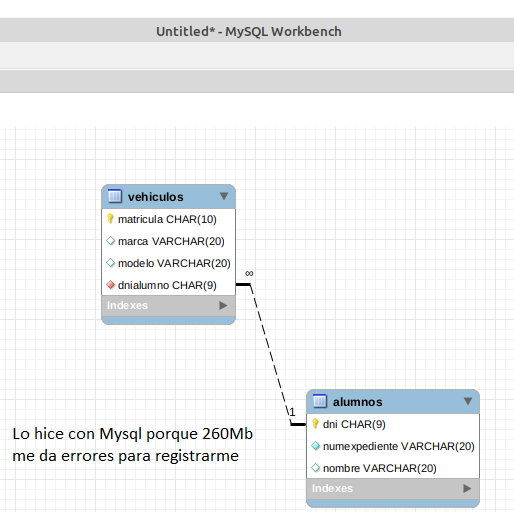 Untitled* - MySQL Workbench
vehiculos
matricula CHAR(10)
marca VARCHAR(20)
modelo VARCHAR(20)
dnialumno CHAR(9)
Indexes
∞
1
alumnos
dni CHAR(9)
numexpediente VARCHAR(20)
nombre VARCHAR(20)
Indexes
Lo hice con Mysql porque 260Mb
me da errores para registrarme